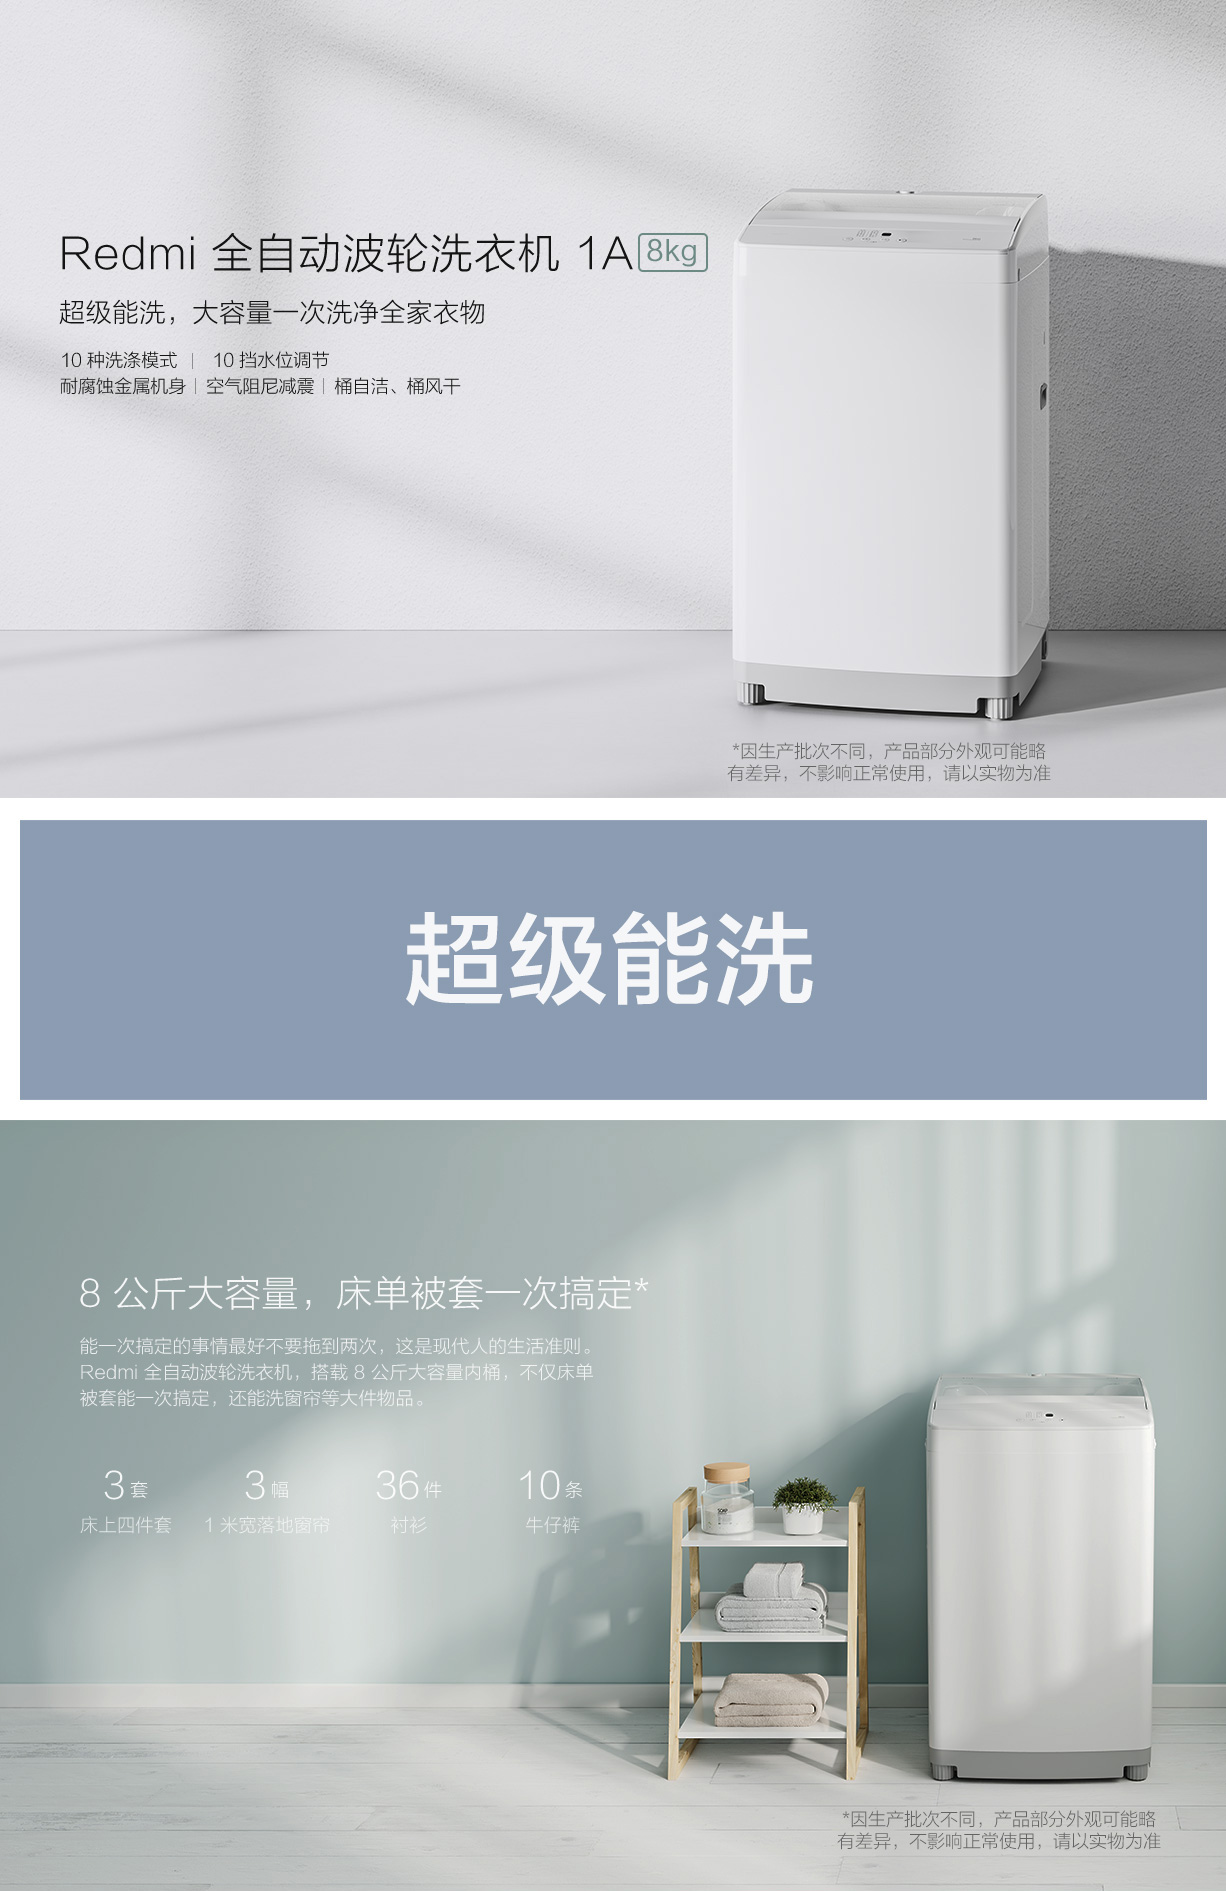 Redmi 全自动波轮洗衣机 1A 8kg
超级能洗，大容量一次洗净全家衣物
10 种洗涤模式 | 10 挡水位调节
耐腐蚀金属机身 | 空气阻尼减震 | 桶自洁、桶风干
*因生产批次不同，产品部分外观可能略
有差异，不影响正常使用，请以实物为准
超级能洗
8 公斤大容量，床单被套一次搞定*
能一次搞定的事情最好不要拖到两次，这是现代人的生活准则。
Redmi 全自动波轮洗衣机，搭载 8 公斤大容量内桶，不仅床单
被套能一次搞定，还能洗窗帘等大件物品。
3 套 3 幅 36 件 10 条
床上四件套 1 米宽落地窗帘 衬衫 牛仔裤
SOAP
*因生产批次不同，产品部分外观可能略
有差异，不影响正常使用，请以实物为准